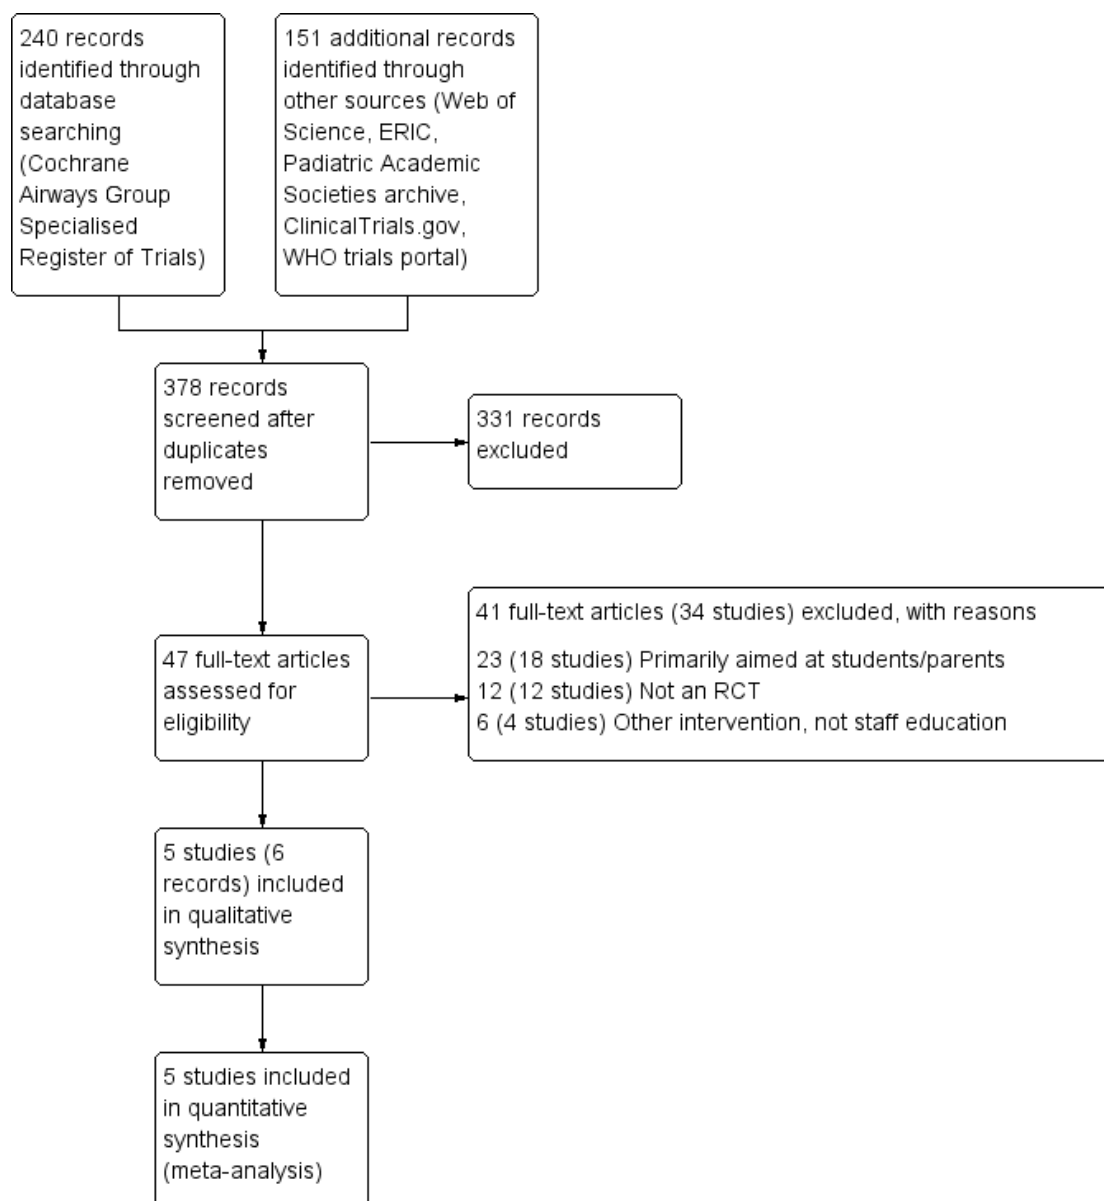 240 records
identified through
database
searching
(Cochrane
Airways Group
Specialised
Register of Trials)
151 additional records
identified through
other sources (Web of
Science, ERIC,
Padiatric Academic
Societies archive,
ClinicalTrials.gov,
WHO trials portal)
378 records
screened after
duplicates
removed
331 records
excluded
47 full-text articles
assessed for
eligibility
41 full-text articles (34 studies) excluded, with reasons
23 (18 studies) Primarily aimed at students/parents
12 (12 studies) Not an RCT
6 (4 studies) Other intervention, not staff education
5 studies (6
records) included
in qualitative
synthesis
5 studies included
in quantitative
synthesis
(meta-analysis)